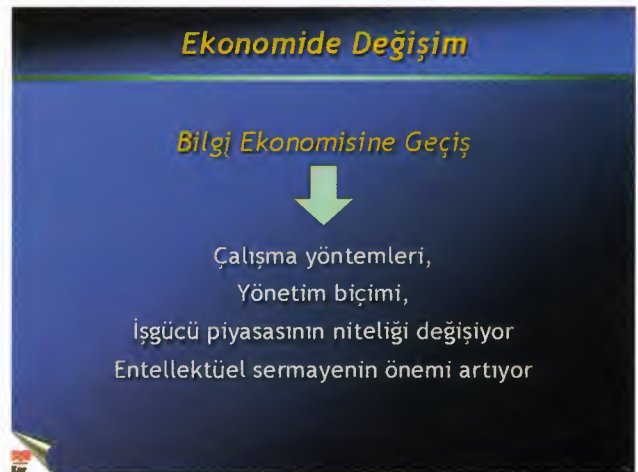 Ekonomide Değişim
Bilgi Ekonomisine Geçiş
Çalışma yöntemleri,
Yönetim biçimi,
İşgücü piyasasının niteliği değişiyor
Entellektüel sermayenin önemi artıyor